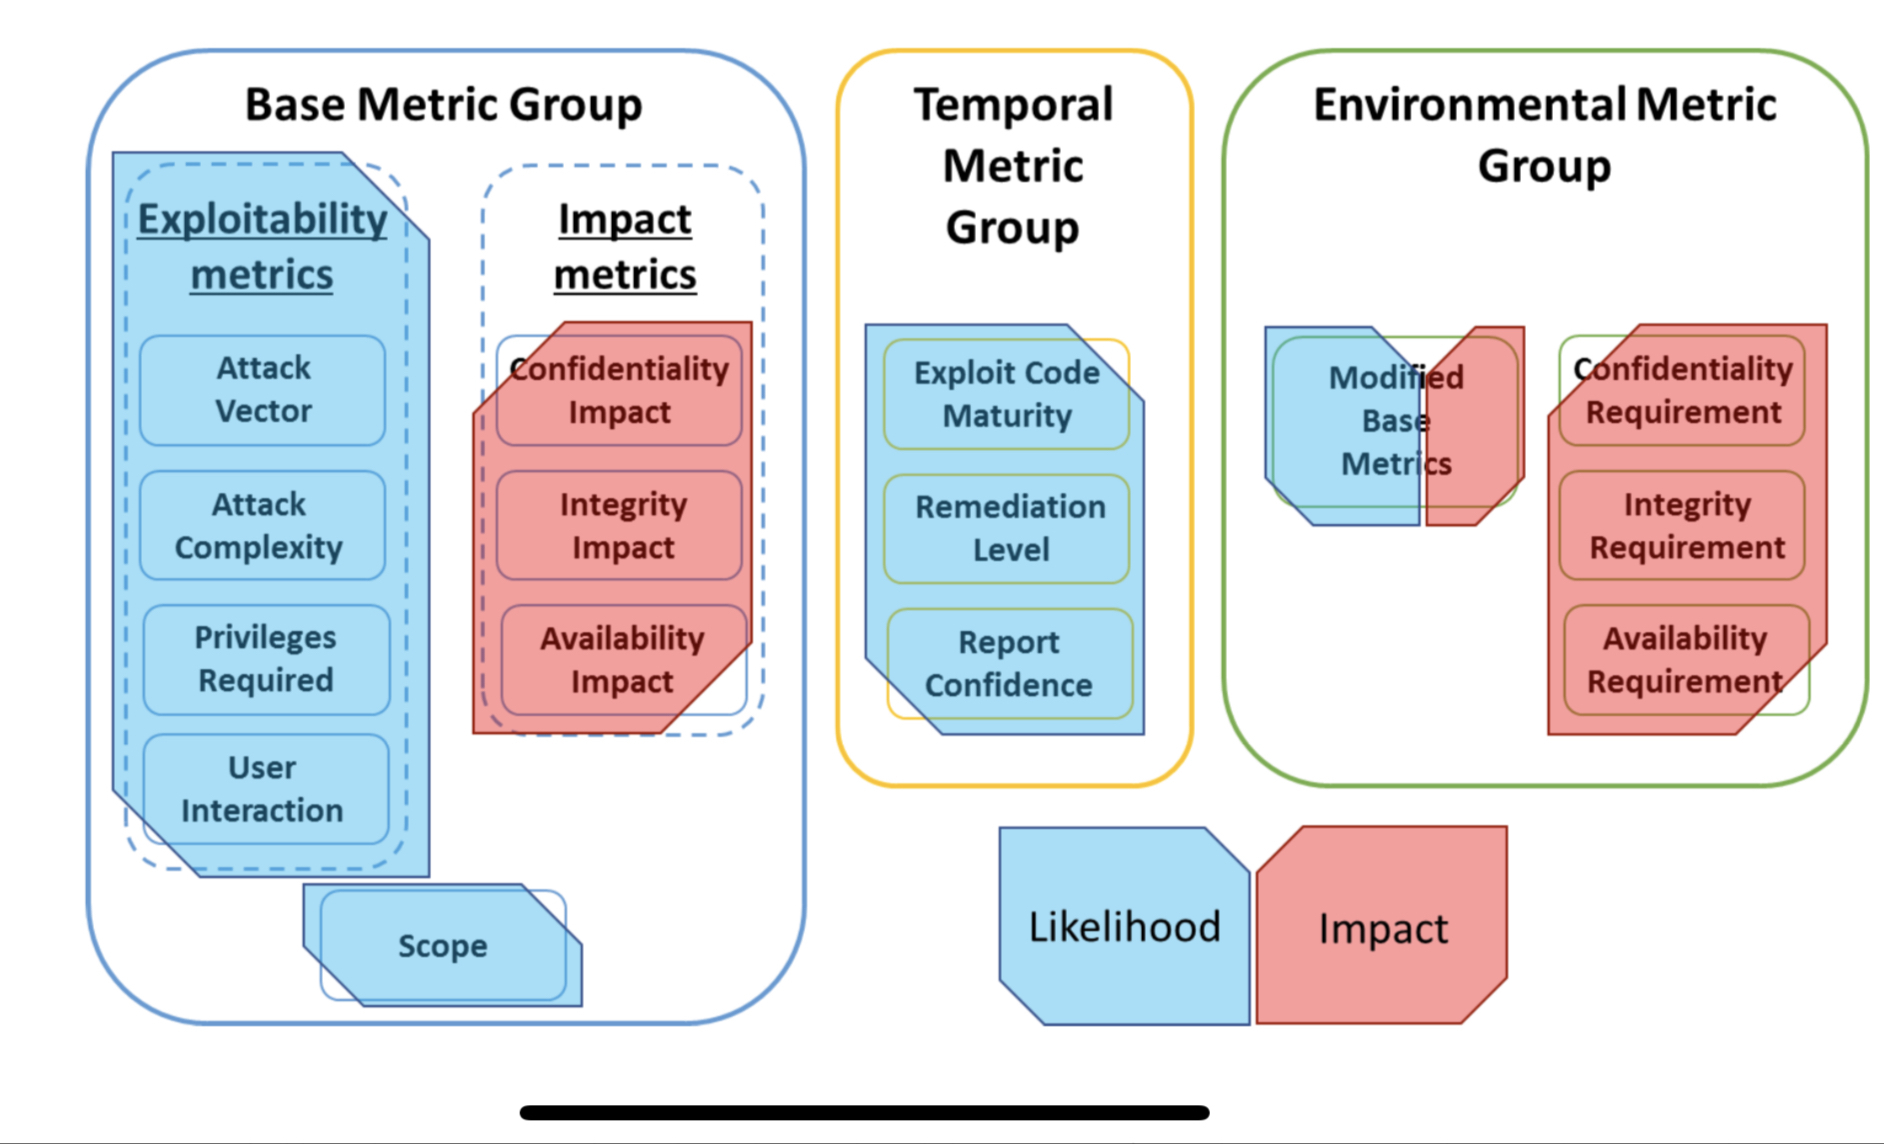 Base Metric Group
Exploitability
metrics
Attack
Vector
Attack
Complexity
Privileges
Required
User
Interaction
Impact
metrics
Confidentiality
Impact
Integrity
Impact
Availability
Impact
Scope
Temporal
Metric
Group
Exploit Code
Maturity
Remediation
Level
Report
Confidence
Environmental Metric
Group
Modified
Base
Metrics
Confidentiality
Requirement
Integrity
Requirement
Availability
Requirement
Likelihood
Impact